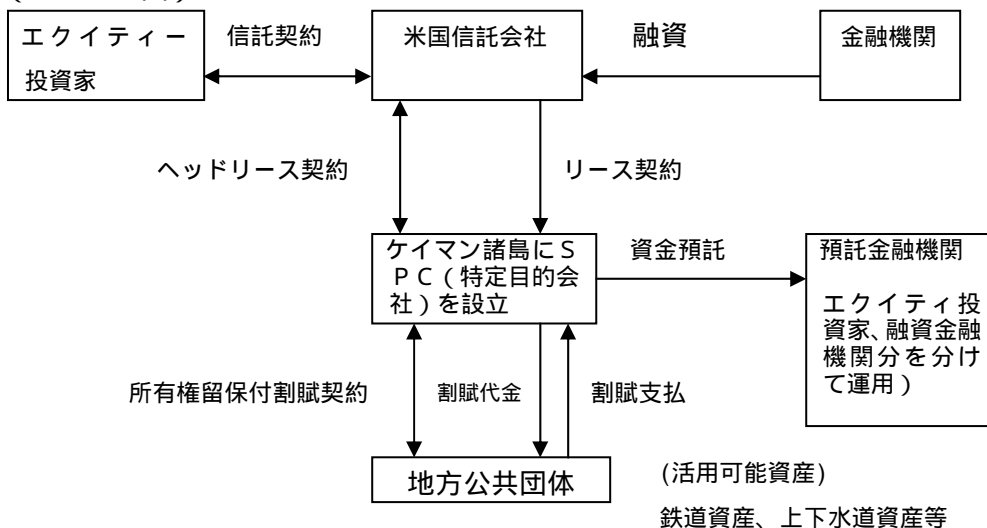 エクイティー
投資家
信託契約
米国信託会社
融資
金融機関
ヘッドリース契約
リース契約
ケイマン諸島にＳ
ＰＣ（特定目的会
社）を設立
資金預託
預託金融機関
エクイティ投
資家、融資金融
機関分を分け
て運用）
所有権留保付割賦契約
割賦代金
割賦支払
地方公共団体
(活用可能資産)
鉄道資産、上下水道資産等